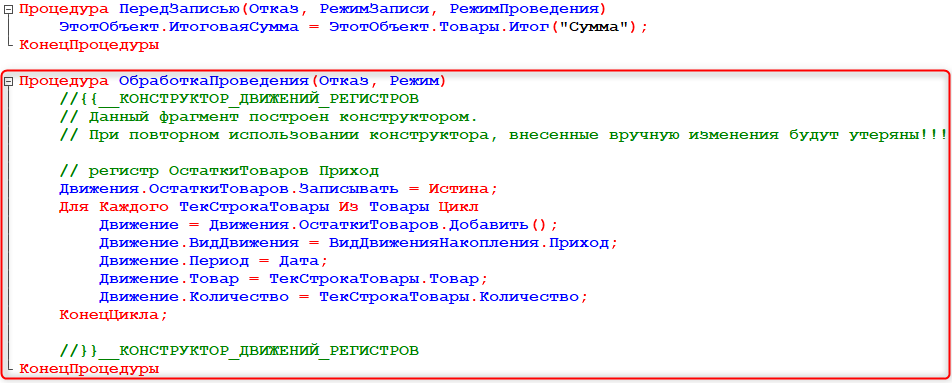 Процедура ПередЗаписью(Отказ, РежимЗаписи, РежимПроведения)
    ЭтотОбъект.ИтоговаяСумма = ЭтотОбъект.Товары.Итог("Сумма");
КонецПроцедуры
Процедура ОбработкаПроведения(Отказ, Режим)
    //{{__КОНСТРУКТОР_ДВИЖЕНИЙ_РЕГИСТРОВ
    // Данный фрагмент построен конструктором.
    // При повторном использовании конструктора, внесенные вручную изменения будут утеряны!!!
    // регистр ОстаткиТоваров Приход
    Движения.ОстаткиТоваров.Записывать = Истина;
    Для Каждого ТекСтрокаТовары Из Товары Цикл
        Движение = Движения.ОстаткиТоваров.Добавить();
        Движение.ВидДвижения = ВидДвиженияНакопления.Приход;
        Движение.Период = Дата;
        Движение.Товар = ТекСтрокаТовары.Товар;
        Движение.Количество = ТекСтрокаТовары.Количество;
    КонецЦикла;
    //}}__КОНСТРУКТОР_ДВИЖЕНИЙ_РЕГИСТРОВ
КонецПроцедуры